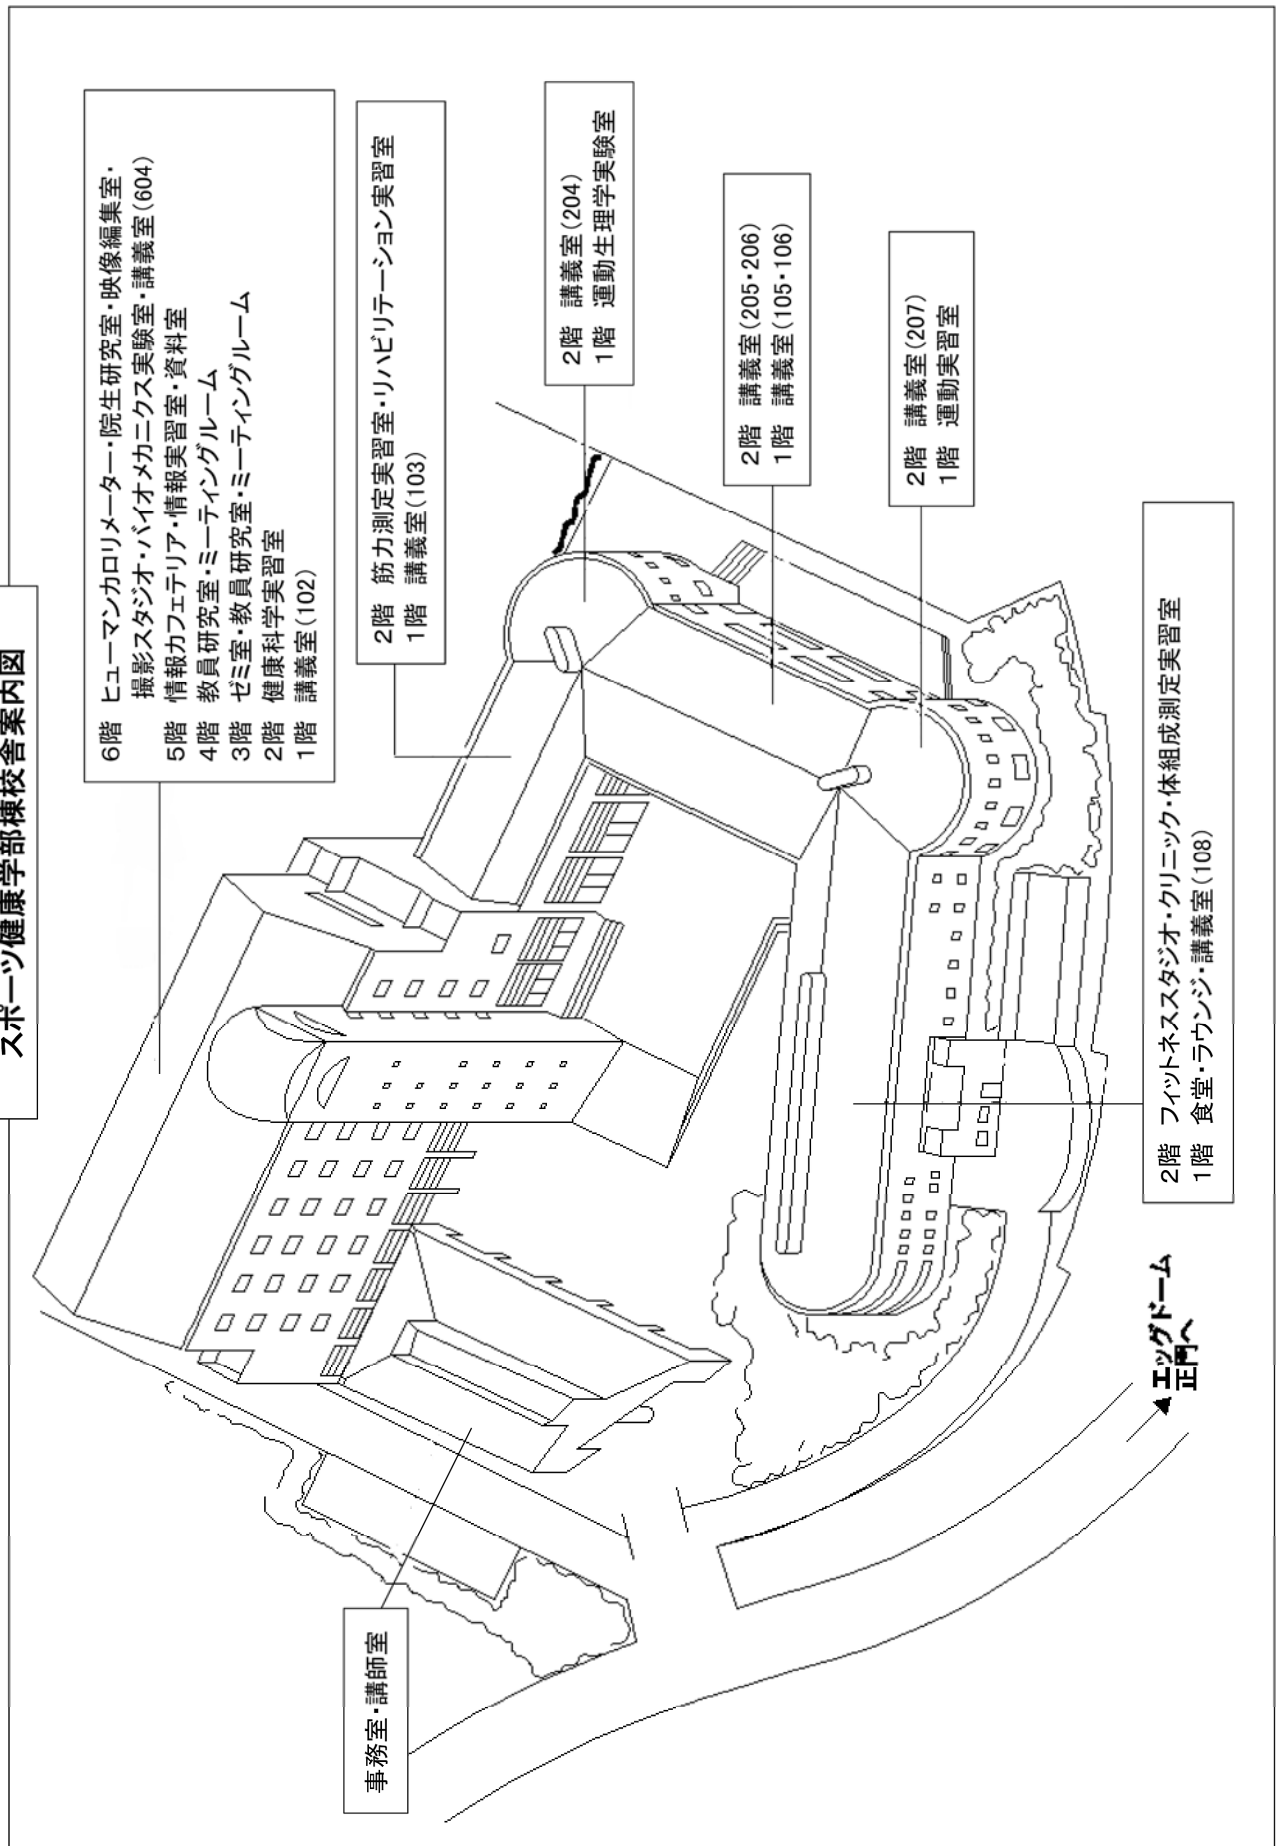 スポーツ健康学部棟校舎案内図
6階 ヒューマンカロリメーター・院生研究室・映像編集室・
撮影スタジオ・バイオメカニクス実験室・講義室(604)
5階 情報カフェテリア・情報実習室・資料室
4階 教員研究室・ミーティングルーム
3階 ゼミ室・教員研究室・ミーティングルーム
2階 健康科学実習室
1階 講義室(102)
2階 筋力測定実習室・リハビリテーション実習室
1階 講義室(103)
2階 講義室(204)
1階 運動生理学実験室
2階 講義室(205・206)
1階 講義室(105・106)
2階 講義室(207)
1階 運動実習室
2階 フィットネススタジオ・クリニック・体組成測定実習室
1階 食堂・ラウンジ・講義室(108)
事務室・講師室
エッグドーム
正門へ